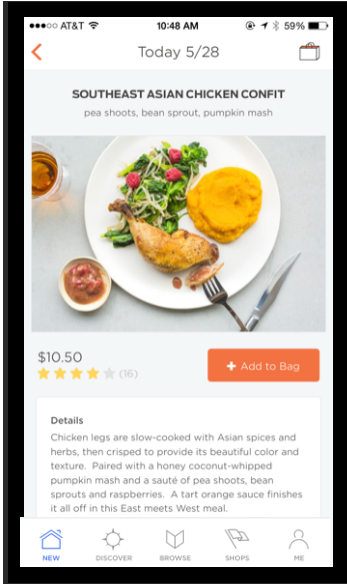 AT&T 10:48 AM 59%
Today 5/28
SOUTHEAST ASIAN CHICKEN CONFIT
pea shoots, bean sprout, pumpkin mash
$10.50
+ Add to Bag
(16)
Details
Chicken legs are slow-cooked with Asian spices and
herbs, then crisped to provide its beautiful color and
texture. Paired with a honey coconut-whipped
pumpkin mash and a sauté of pea shoots, bean
sprouts and raspberries. A tart orange sauce finishes
it all off in this East meets West meal.
NEW DISCOVER BROWSE SHOPS ME